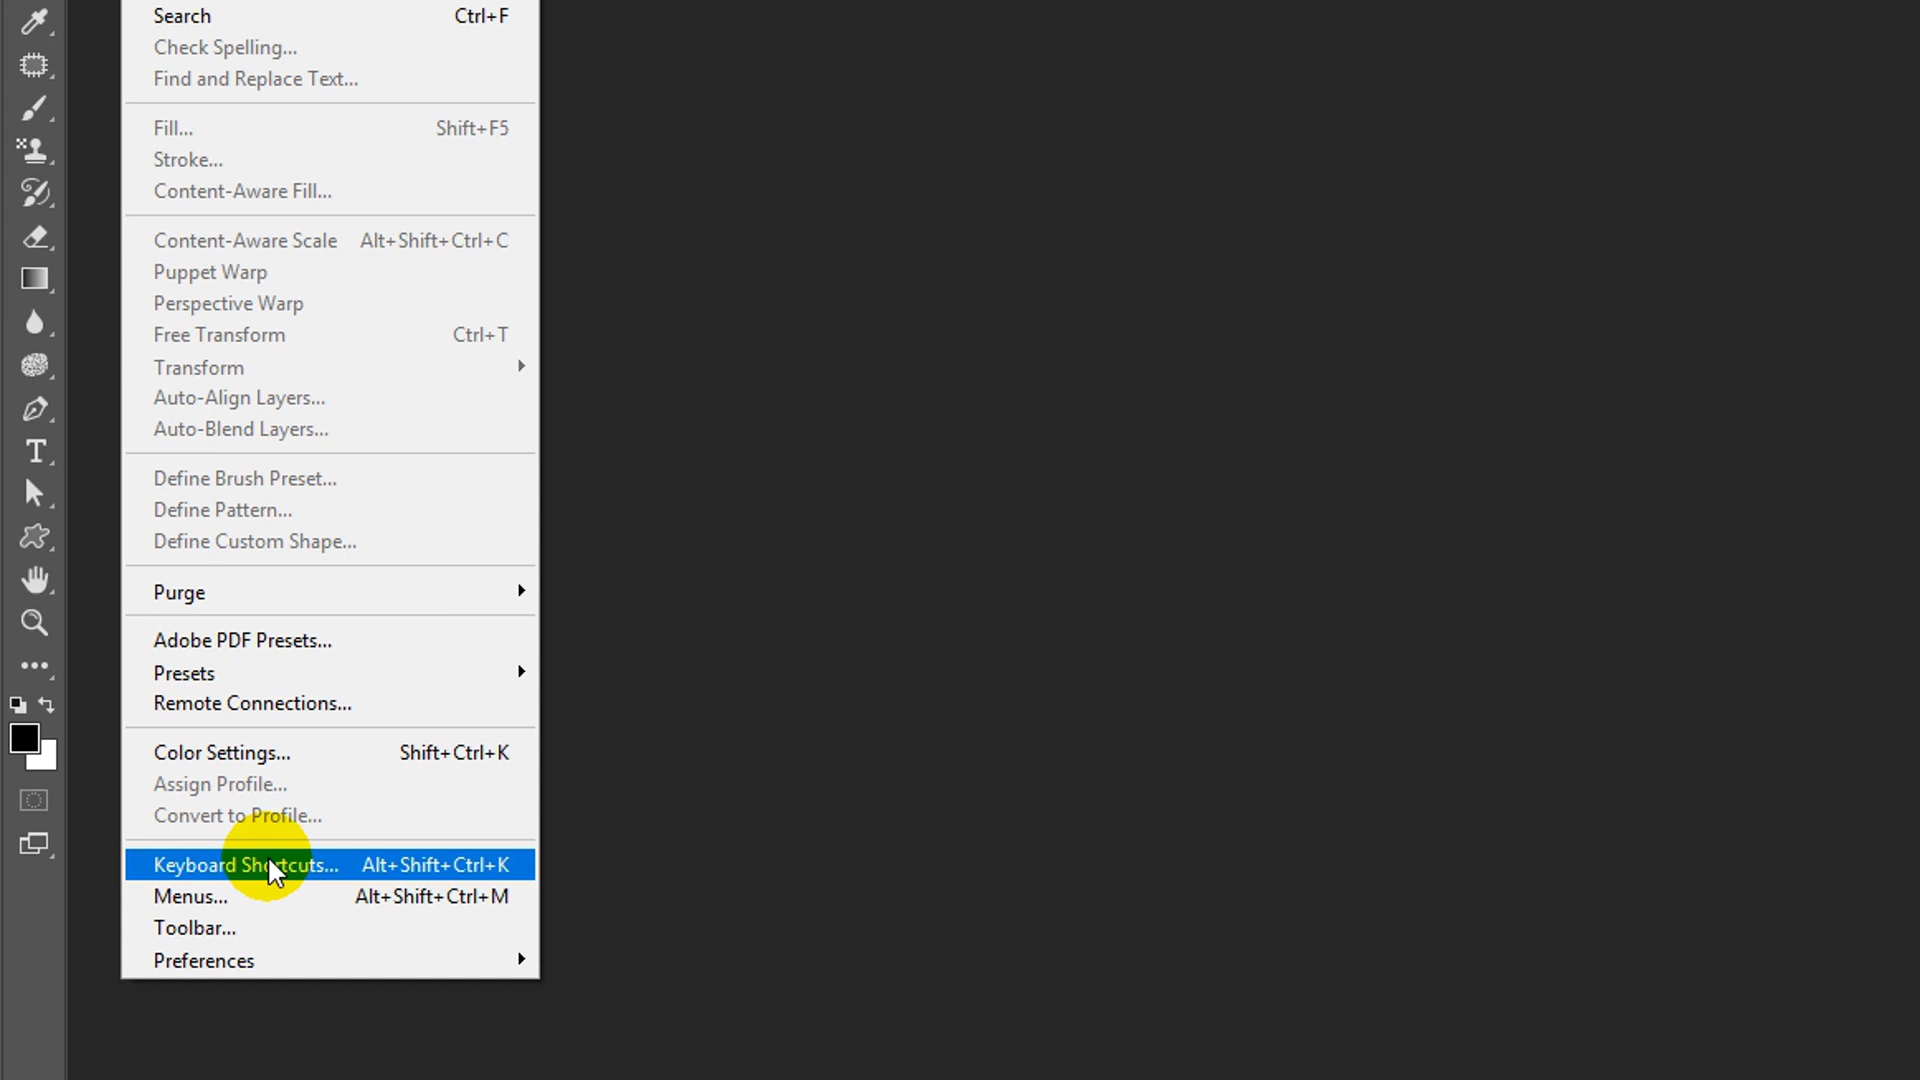 Search Ctrl+F
Check Spelling...
Find and Replace Text...
Fill... Shift+F5
Stroke...
Content-Aware Fill...
Content-Aware Scale Alt+Shift+Ctrl+C
Puppet Warp
Perspective Warp
Free Transform Ctrl+T
Transform
Auto-Align Layers...
Auto-Blend Layers...
Define Brush Preset...
Define Pattern...
Define Custom Shape...
Purge
Adobe PDF Presets...
Presets
Remote Connections...
Color Settings... Shift+Ctrl+K
Assign Profile...
Convert to Profile...
Keyboard Shortcuts... Alt+Shift+Ctrl+K
Menus... Alt+Shift+Ctrl+M
Toolbar...
Preferences